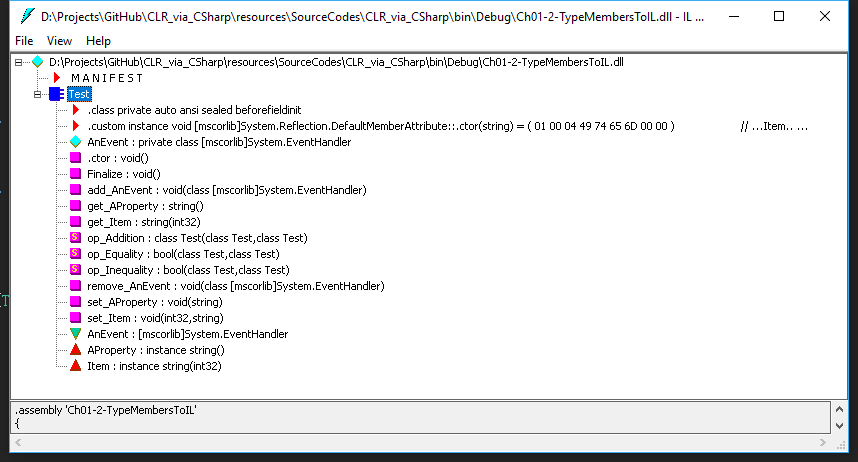 D:\Projects\GitHub\CLR_via_CSharp\resources\SourceCodes\CLR_via_CSharp\bin\Debug\Ch01-2-TypeMembersToIL.dll - IL ...
File View Help
D:\Projects\GitHub\CLR_via_CSharp\resources\SourceCodes\CLR_via_CSharp\bin\Debug\Ch01-2-TypeMembersToIL.dll
M A N I F E S T
Test
.class private auto ansi sealed beforefieldinit
.custom instance void [mscorlib]System.Reflection.DefaultMemberAttribute::.ctor(string) = ( 01 00 04 49 74 65 6D 00 00 ) // ...Item.. ...
AnEvent : private class [mscorlib]System.EventHandler
.ctor : void()
Finalize : void()
add_AnEvent : void(class [mscorlib]System.EventHandler)
get_AProperty : string()
get_Item : string(int32)
S op_Addition : class Test(class Test,class Test)
S op_Equality : bool(class Test,class Test)
S op_Inequality : bool(class Test,class Test)
remove_AnEvent : void(class [mscorlib]System.EventHandler)
set_AProperty : void(string)
set_Item : void(int32,string)
AnEvent : [mscorlib]System.EventHandler
AProperty : instance string()
Item : instance string(int32)
.assembly 'Ch01-2-TypeMembersToIL'
{